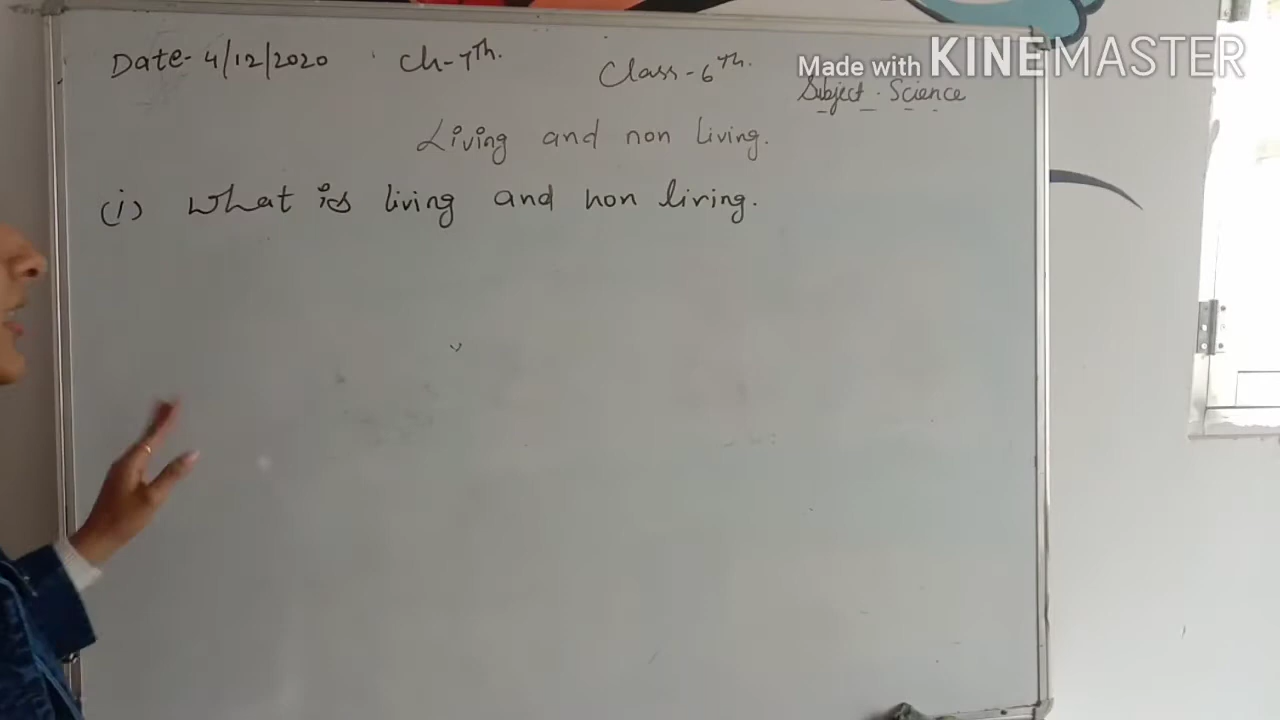 Date- 4/12/2020 Ch-7Th. Class-6Th.
Made with KINEMASTER
Subject. Science
Living and non Living.
(i) What is living and non living.